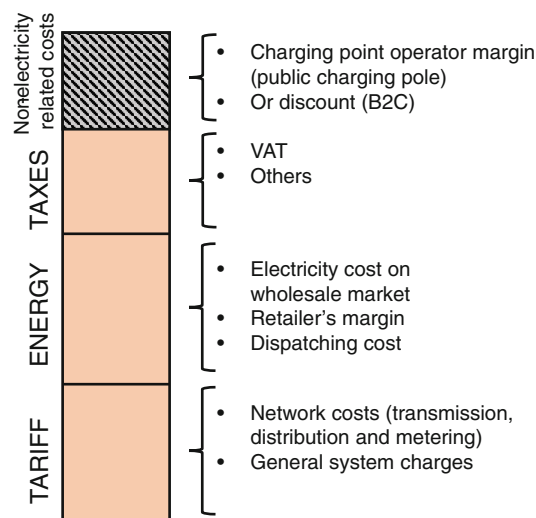 Nonelectricity
related costs
• Charging point operator margin
(public charging pole)
• Or discount (B2C)
TAXES
• VAT
• Others
ENERGY
• Electricity cost on
wholesale market
• Retailer's margin
• Dispatching cost
TARIFF
• Network costs (transmission,
distribution and metering)
• General system charges